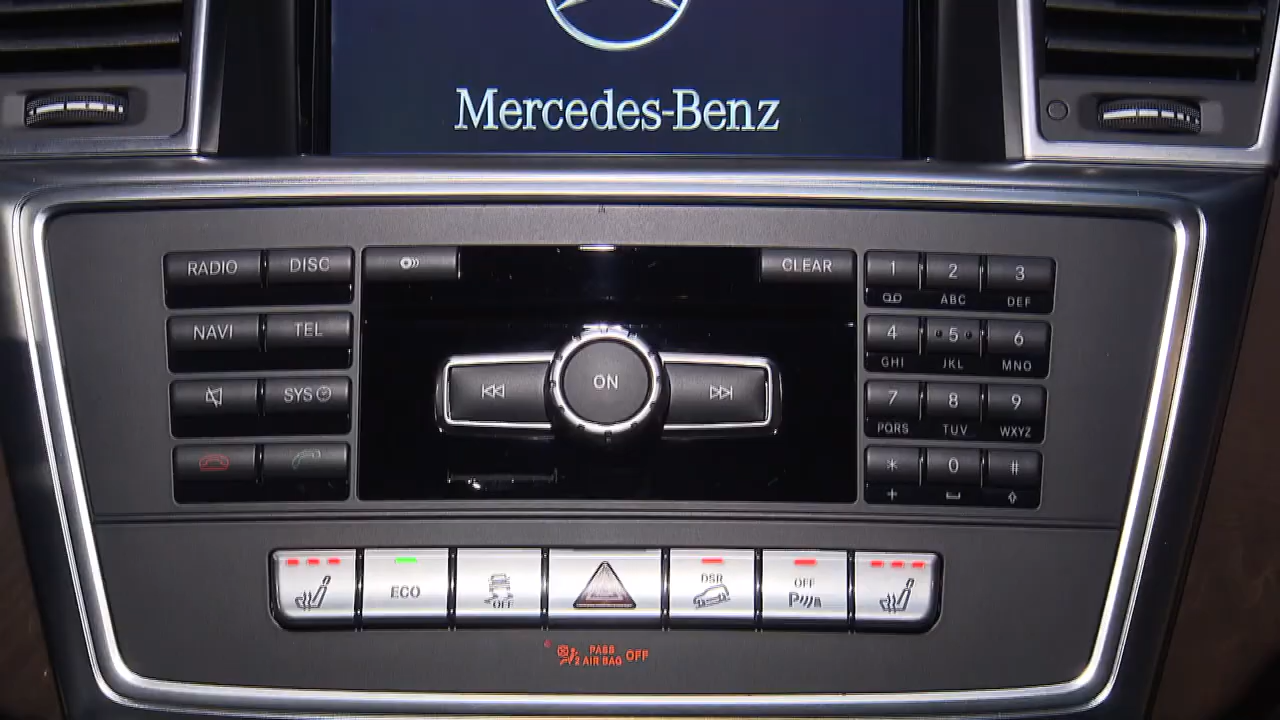 Mercedes-Benz
RADIO DISC
CLEAR
1 2 3
ABC DEF
NAVI TEL
4 5 6
GHI JKL MNO
ON
SYS
7 8 9
PQRS TUV WXYZ
* 0 #
+
ECO
OFF
DSR
OFF
P
PASS
2 AIR BAG OFF